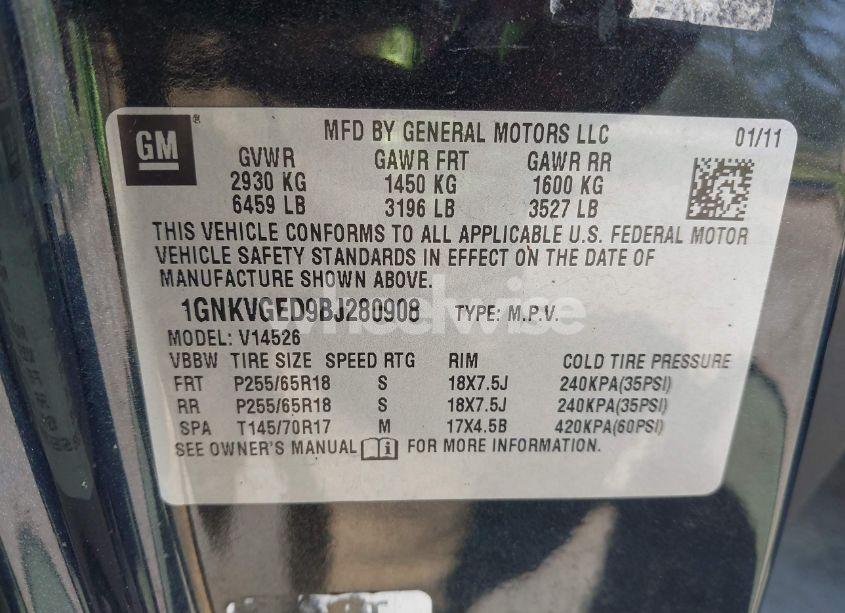 GM ® MFD BY GENERAL MOTORS LLC 01/11
GVWR GAWR FRT GAWR RR
2930 KG 1450 KG 1600 KG
6459 LB 3196 LB 3527 LB
THIS VEHICLE CONFORMS TO ALL APPLICABLE U.S. FEDERAL MOTOR
VEHICLE SAFETY STANDARDS IN EFFECT ON THE DATE OF
MANUFACTURE SHOWN ABOVE.
1GNKVGED9BJ280908 TYPE: M.P.V.
wheelwise
MODEL: V14526
VBBW TIRE SIZE SPEED RTG RIM COLD TIRE PRESSURE
FRT P255/65R18 S 18X7.5J 240KPA(35PSI)
RR P255/65R18 S 18X7.5J 240KPA(35PSI)
SPA T145/70R17 M 17X4.5B 420KPA(60PSI)
SEE OWNER'S MANUAL FOR MORE INFORMATION.